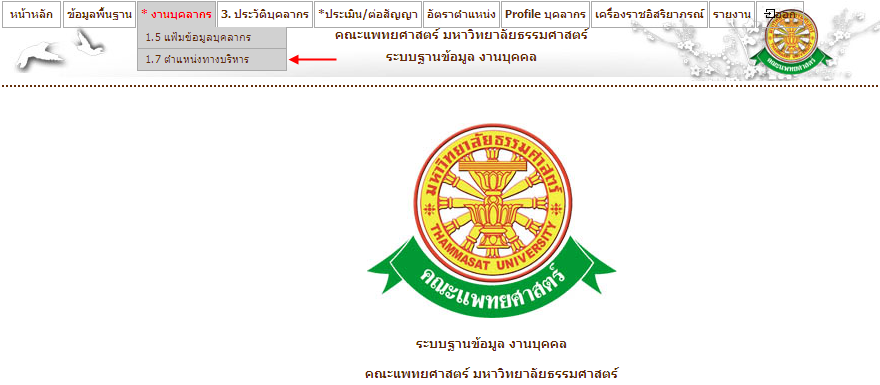 หน้าหลัก ข้อมูลพื้นฐาน * งานบุคลากร 3. ประวัติบุคลากร *ประเมิน/ต่อสัญญา อัตราตำแหน่ง Profile บุคลากร เครื่องราชอิสริยาภรณ์ รายงาน
1.5 แฟ้มข้อมูลบุคลากร
1.7 ตำแหน่งทางบริหาร
คณะแพทยศาสตร์ มหาวิทยาลัยธรรมศาสตร์
ระบบฐานข้อมูล งานบุคคล
คณะแพทยศาสตร์
มหาวิทยาลัยธรรมศาสตร์
THAMMASAT UNIVERSITY
คณะแพทยศาสตร์
ระบบฐานข้อมูล งานบุคคล
คณะแพทยศาสตร์ มหาวิทยาลัยธรรมศาสตร์